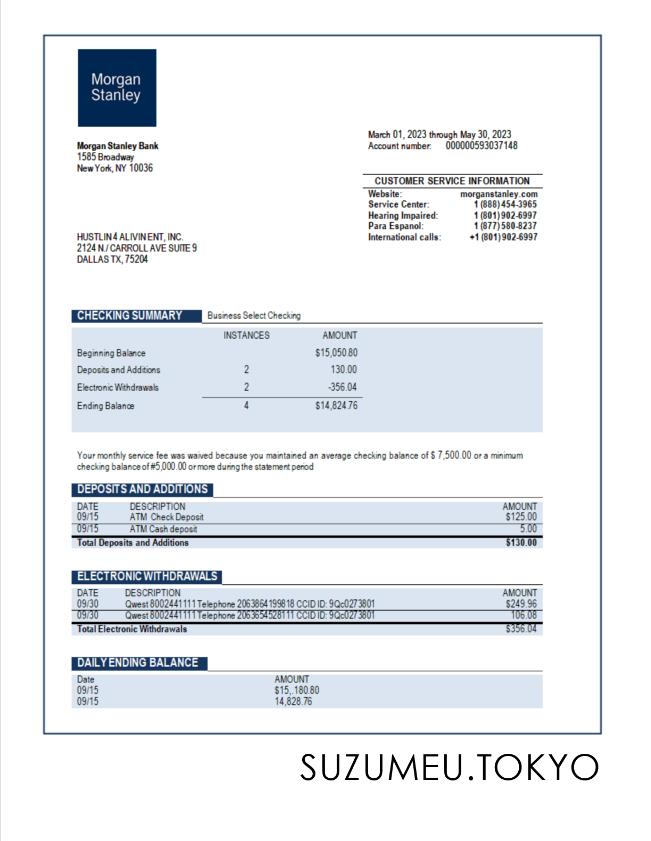 Morgan
Stanley
March 01, 2023 through May 30, 2023
Account number: 000000593037148
Morgan Stanley Bank
1585 Broadway
New York, NY 10036
CUSTOMER SERVICE INFORMATION
Website: morganstanley.com
Service Center: 1 (888) 454-3965
Hearing Impaired: 1 (801) 902-6997
Para Espanol: 1 (877) 580-8237
International calls: +1 (801) 902-6997
HUSTLIN 4 ALIVIN ENT, INC.
2124 N./ CARROLL AVE SUITE 9
DALLAS TX, 75204
CHECKING SUMMARY Business Select Checking
INSTANCES AMOUNT
Beginning Balance $15,050.80
Deposits and Additions 2 130.00
Electronic Withdrawals 2 -356.04
Ending Balance 4 $14,824.76
Your monthly service fee was waived because you maintained an average checking balance of $ 7,500.00 or a minimum
checking balance of #5,000.00 or more during the statement period
DEPOSITS AND ADDITIONS
DATE DESCRIPTION AMOUNT
09/15 ATM Check Deposit $125.00
09/15 ATM Cash deposit 5.00
Total Deposits and Additions $130.00
ELECTRONIC WITHDRAWALS
DATE DESCRIPTION AMOUNT
09/30 Qwest 8002441111 Telephone 2063864199818 CCID ID: 9Qc0273801 $249.96
09/30 Qwest 8002441111 Telephone 2063654528111 CCID ID: 9Qc0273801 106.08
Total Electronic Withdrawals $356.04
DAILY ENDING BALANCE
Date AMOUNT
09/15 $15,.180.80
09/15 14,828.76
SUZUMEU.TOKYO